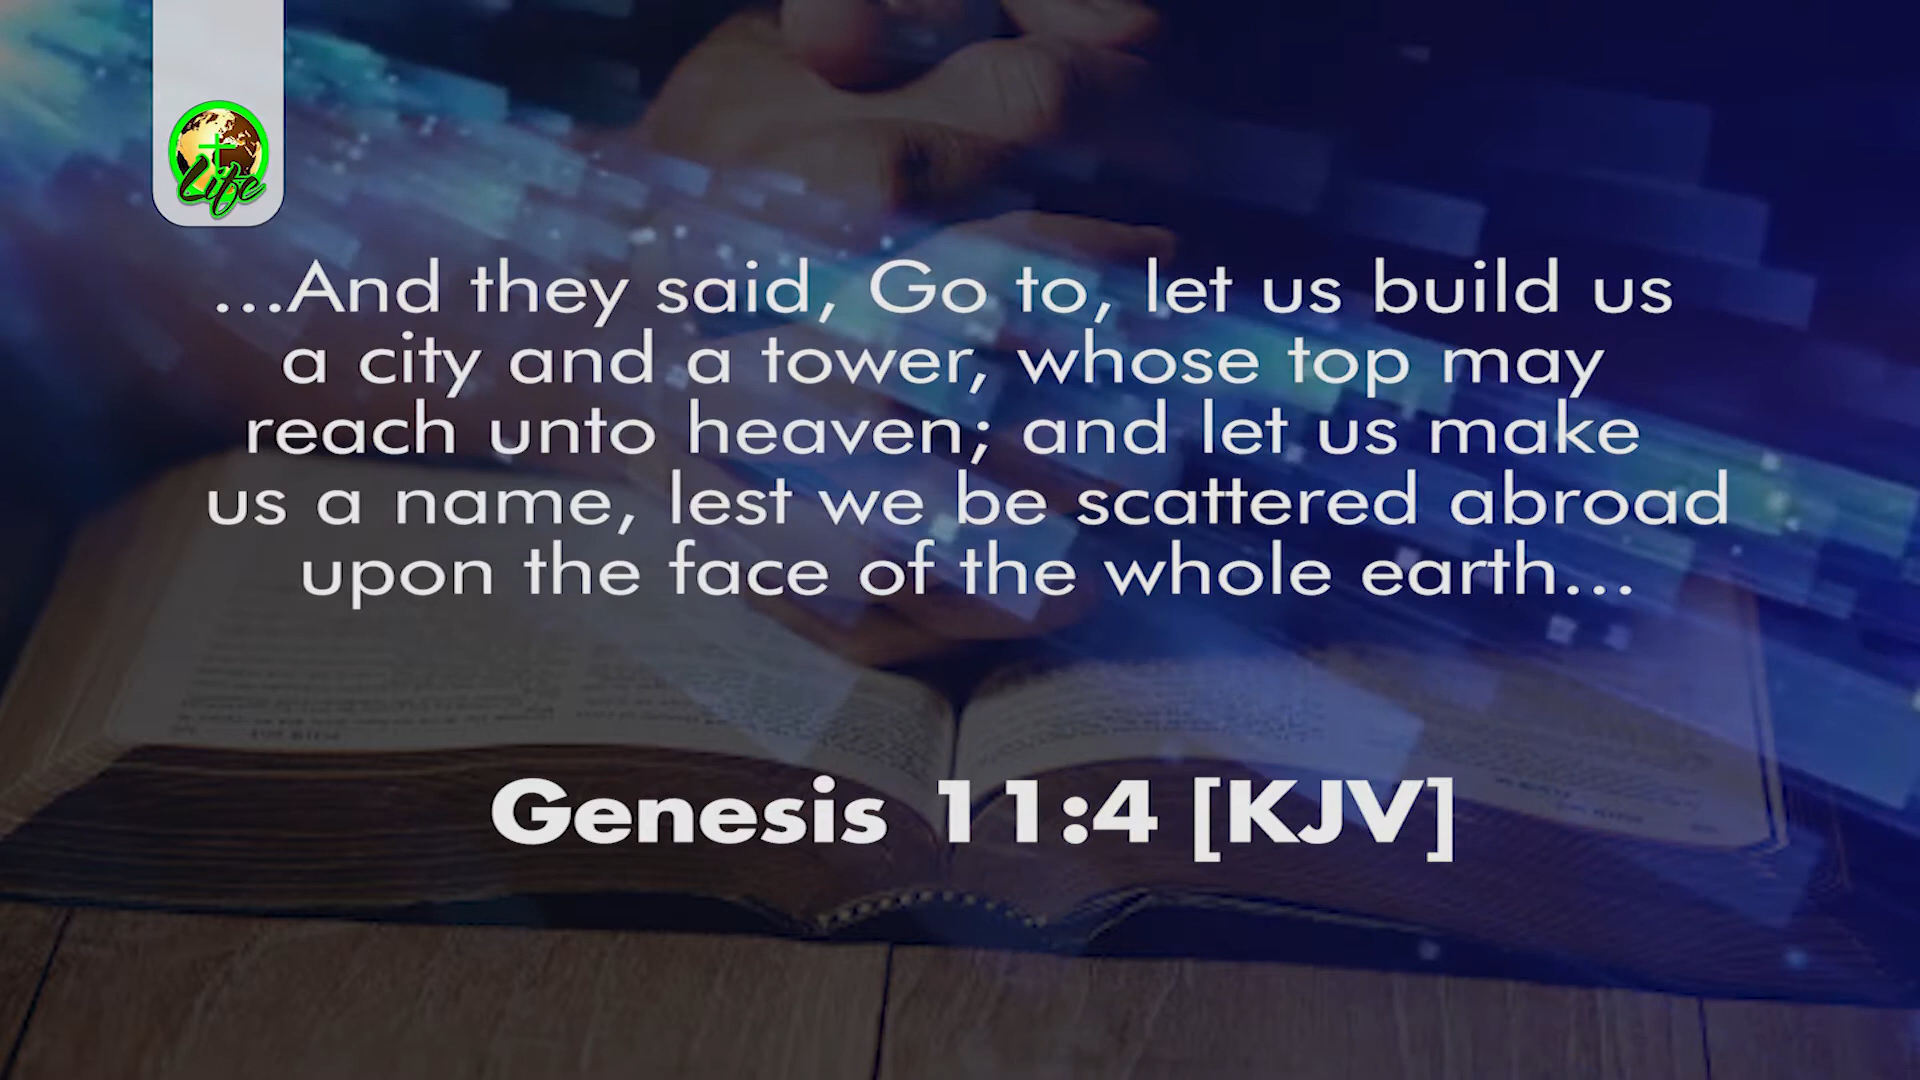 Life
...And they said, Go to, let us build us
a city and a tower, whose top may
reach unto heaven; and let us make
us a name, lest we be scattered abroad
upon the face of the whole earth...
Genesis 11:4 [KJV]